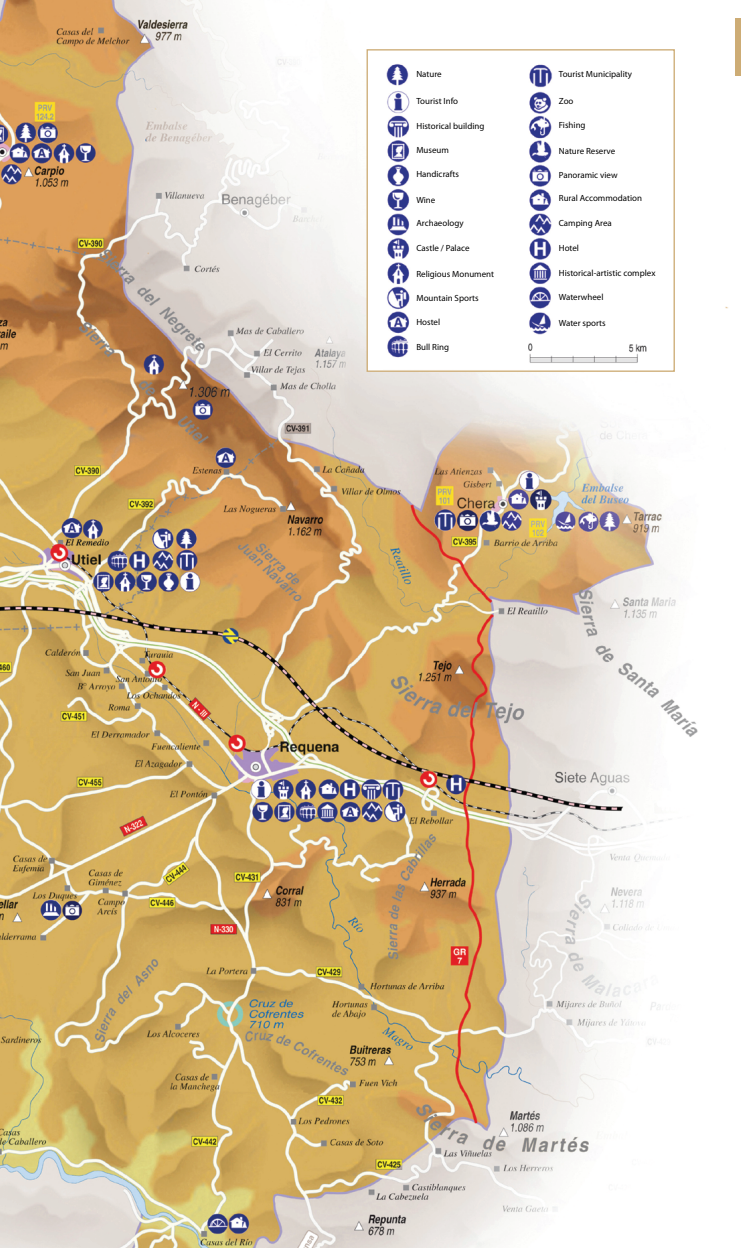 Casas del
Campo de Melchor
Valdesierra
977 m
PRV
124.2
Carpio
1.053 m
Embalse
de Benagéber
Villanueva
Benagéber
CV-390
Cortés
Sierra del Negrete
Sierra de Utiel
Mas de Caballero
El Cerrito
Atalaya
1.157 m
Villar de Tejas
Mas de Cholla
1.306 m
CV-391
Nature
Tourist Info
Historical building
Museum
Handicrafts
Wine
Archaeology
Castle / Palace
Religious Monument
Mountain Sports
Hostel
Bull Ring
Tourist Municipality
Zoo
Fishing
Nature Reserve
Panoramic view
Rural Accommodation
Camping Area
Hotel
Historical-artistic complex
Waterwheel
Water sports
0
5 km
CV-390
Estenas
CV-392
La Cañada
Villar de Olmos
Las Nogueras
Navarro
1.162 m
Las Atienzas
Gisbert
Chera
PRV
101
PRV
102
Embalse
del Buseo
Tarrac
919 m
CV-395
Barrio de Arriba
El Remedio
Utiel
Sierra de
Juan Navarro
Reatillo
El Reatillo
Santa María
1.135 m
Sierra de Santa María
Calderón
Turquia
San Juan
San Antonio
Bº Arroyo
Los Ochandos
Roma
460
CV-451
N-III
Tejo
1.251 m
Sierra del Tejo
El Derramador
Fuencaliente
Requena
El Azagador
CV-455
El Pontón
Siete Aguas
N-322
El Rebollar
Casas de
Eufemia
Casas de
Giménez
CV-444
CV-431
Los Duques
Campo
Arcís
CV-446
Corral
831 m
Sierra de las Cabrillas
Herrada
937 m
Nevera
1.118 m
N-330
Río
GR
7
La Portera
CV-429
Hortunas de Arriba
Hortunas
de Abajo
Sierra del Asno
Cruz de
Cofrentes
710 m
Cruz de Cofrentes
Magro
Mijares de Buñol
Los Alcoceres
Buitreras
753 m
Sardineros
Casas de
la Manchega
Fuen Vich
CV-432
Los Pedrones
Martés
1.086 m
Sierra de Martés
CV-442
Casas de Soto
Las Viñuelas
CV-425
Los Herreros
Castiblanques
La Cabezuela
Repunta
678 m
Casas del Río